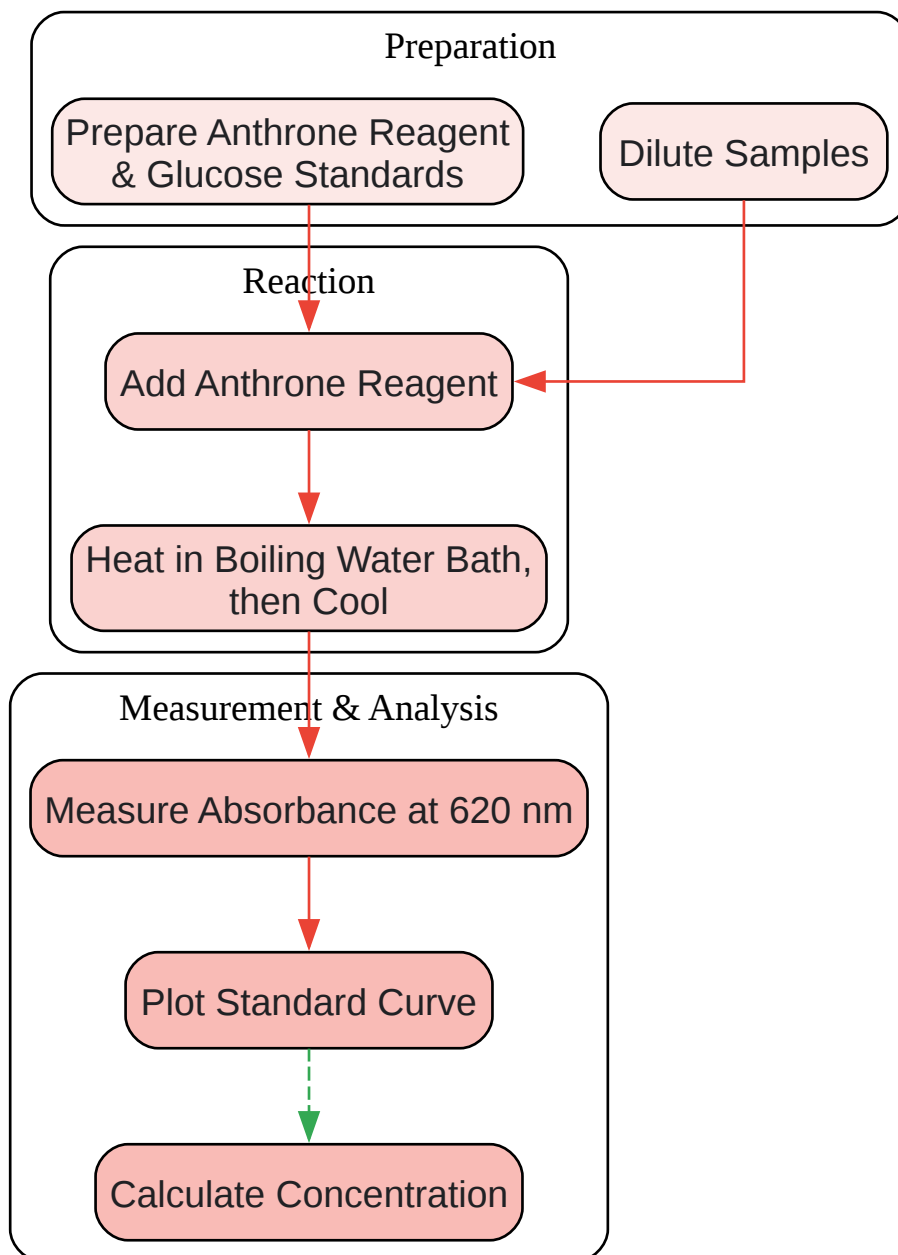 Preparation
Prepare Anthrone Reagent
& Glucose Standards
Dilute Samples
Reaction
Add Anthrone Reagent
Heat in Boiling Water Bath,
then Cool
Measurement & Analysis
Measure Absorbance at 620 nm
Plot Standard Curve
Calculate Concentration